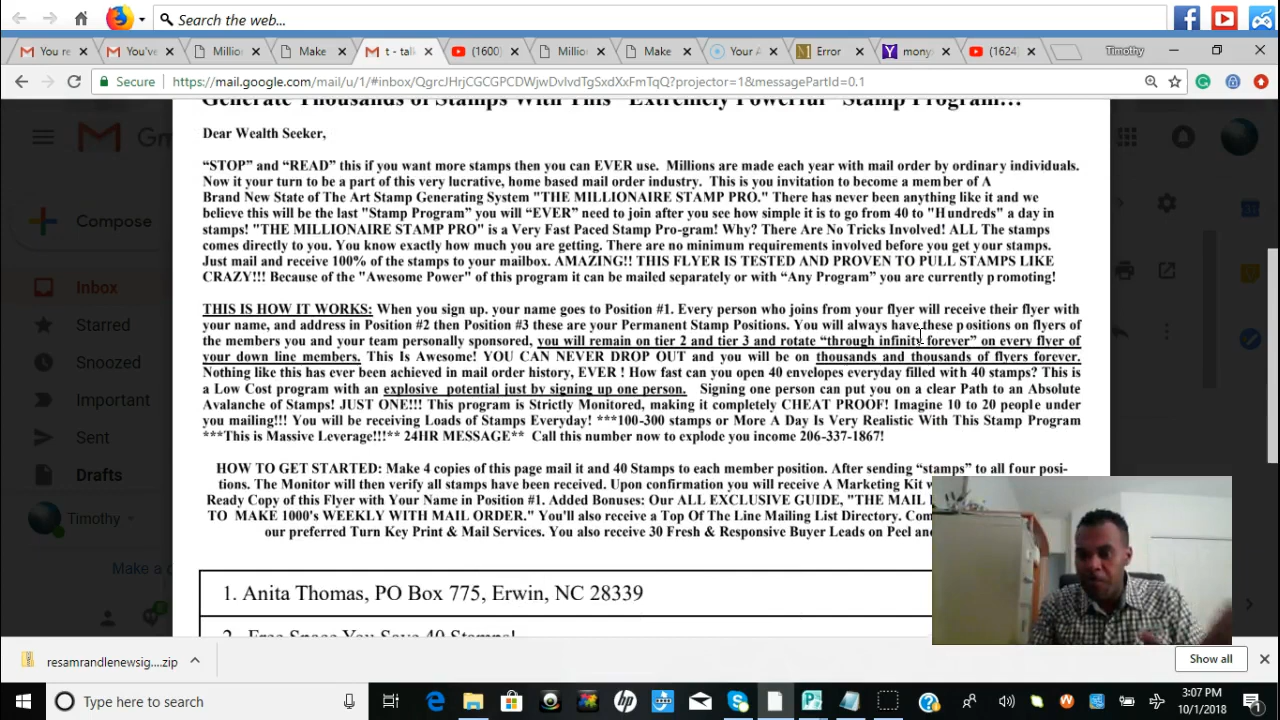 Search the web...
You re
You've
Millio
Make
t - tal
(1600)
Millio
Make
Your A
Error
mony
(1624)
Timothy
Secure
https://mail.google.com/mail/u/1/#inbox/QgrcJHrjCGCGPCDWjwDvlvdTgSxdXxFmTqQ?projector=1&messagePartId=0.1
Generate Thousands of Stamps With This "Extremely Powerful" Stamp Program…
Dear Wealth Seeker,
“STOP” and “READ” this if you want more stamps then you can EVER use. Millions are made each year with mail order by ordinary individuals.
Now it your turn to be a part of this very lucrative, home based mail order industry. This is you invitation to become a member of A
Brand New State of The Art Stamp Generating System "THE MILLIONAIRE STAMP PRO." There has never been anything like it and we
believe this will be the last "Stamp Program” you will “EVER” need to join after you see how simple it is to go from 40 to "Hundreds" a day in
stamps! "THE MILLIONAIRE STAMP PRO" is a Very Fast Paced Stamp Pro-gram! Why? There Are No Tricks Involved! ALL The stamps
comes directly to you. You know exactly how much you are getting. There are no minimum requirements involved before you get your stamps.
Just mail and receive 100% of the stamps to your mailbox. AMAZING!! THIS FLYER IS TESTED AND PROVEN TO PULL STAMPS LIKE
CRAZY!!! Because of the "Awesome Power" of this program it can be mailed separately or with “Any Program” you are currently promoting!
THIS IS HOW IT WORKS: When you sign up. your name goes to Position #1. Every person who joins from your flyer will receive their flyer with
your name, and address in Position #2 then Position #3 these are your Permanent Stamp Positions. You will always have these positions on flyers of
the members you and your team personally sponsored, you will remain on tier 2 and tier 3 and rotate “through infinity forever” on every flyer of
your down line members. This Is Awesome! YOU CAN NEVER DROP OUT and you will be on thousands and thousands of flyers forever.
Nothing like this has ever been achieved in mail order history, EVER ! How fast can you open 40 envelopes everyday filled with 40 stamps? This is
a Low Cost program with an explosive potential just by signing up one person. Signing one person can put you on a clear Path to an Absolute
Avalanche of Stamps! JUST ONE!!! This program is Strictly Monitored, making it completely CHEAT PROOF! Imagine 10 to 20 people under
you mailing!!! You will be receiving Loads of Stamps Everyday! ***100-300 stamps or More A Day Is Very Realistic With This Stamp Program
***This is Massive Leverage!!!** 24HR MESSAGE** Call this number now to explode you income 206-337-1867!
HOW TO GET STARTED: Make 4 copies of this page mail it and 40 Stamps to each member position. After sending “stamps” to all four posi-
tions. The Monitor will then verify all stamps have been received. Upon confirmation you will receive A Marketing Kit
Ready Copy of this Flyer with Your Name in Position #1. Added Bonuses: Our ALL EXCLUSIVE GUIDE, "THE MAIL
TO MAKE 1000's WEEKLY WITH MAIL ORDER." You'll also receive a Top Of The Line Mailing List Directory.
our preferred Turn Key Print & Mail Services. You also receive 30 Fresh & Responsive Buyer Leads on Peel
1. Anita Thomas, PO Box 775, Erwin, NC 28339
2. Free Space You Save 40 Stamps!
Compose
Inbox
Starred
Snoozed
Important
Sent
Drafts
Timothy
Make a
resamrandlenewsig....zip
Show all
Type here to search
3:07 PM
10/1/2018